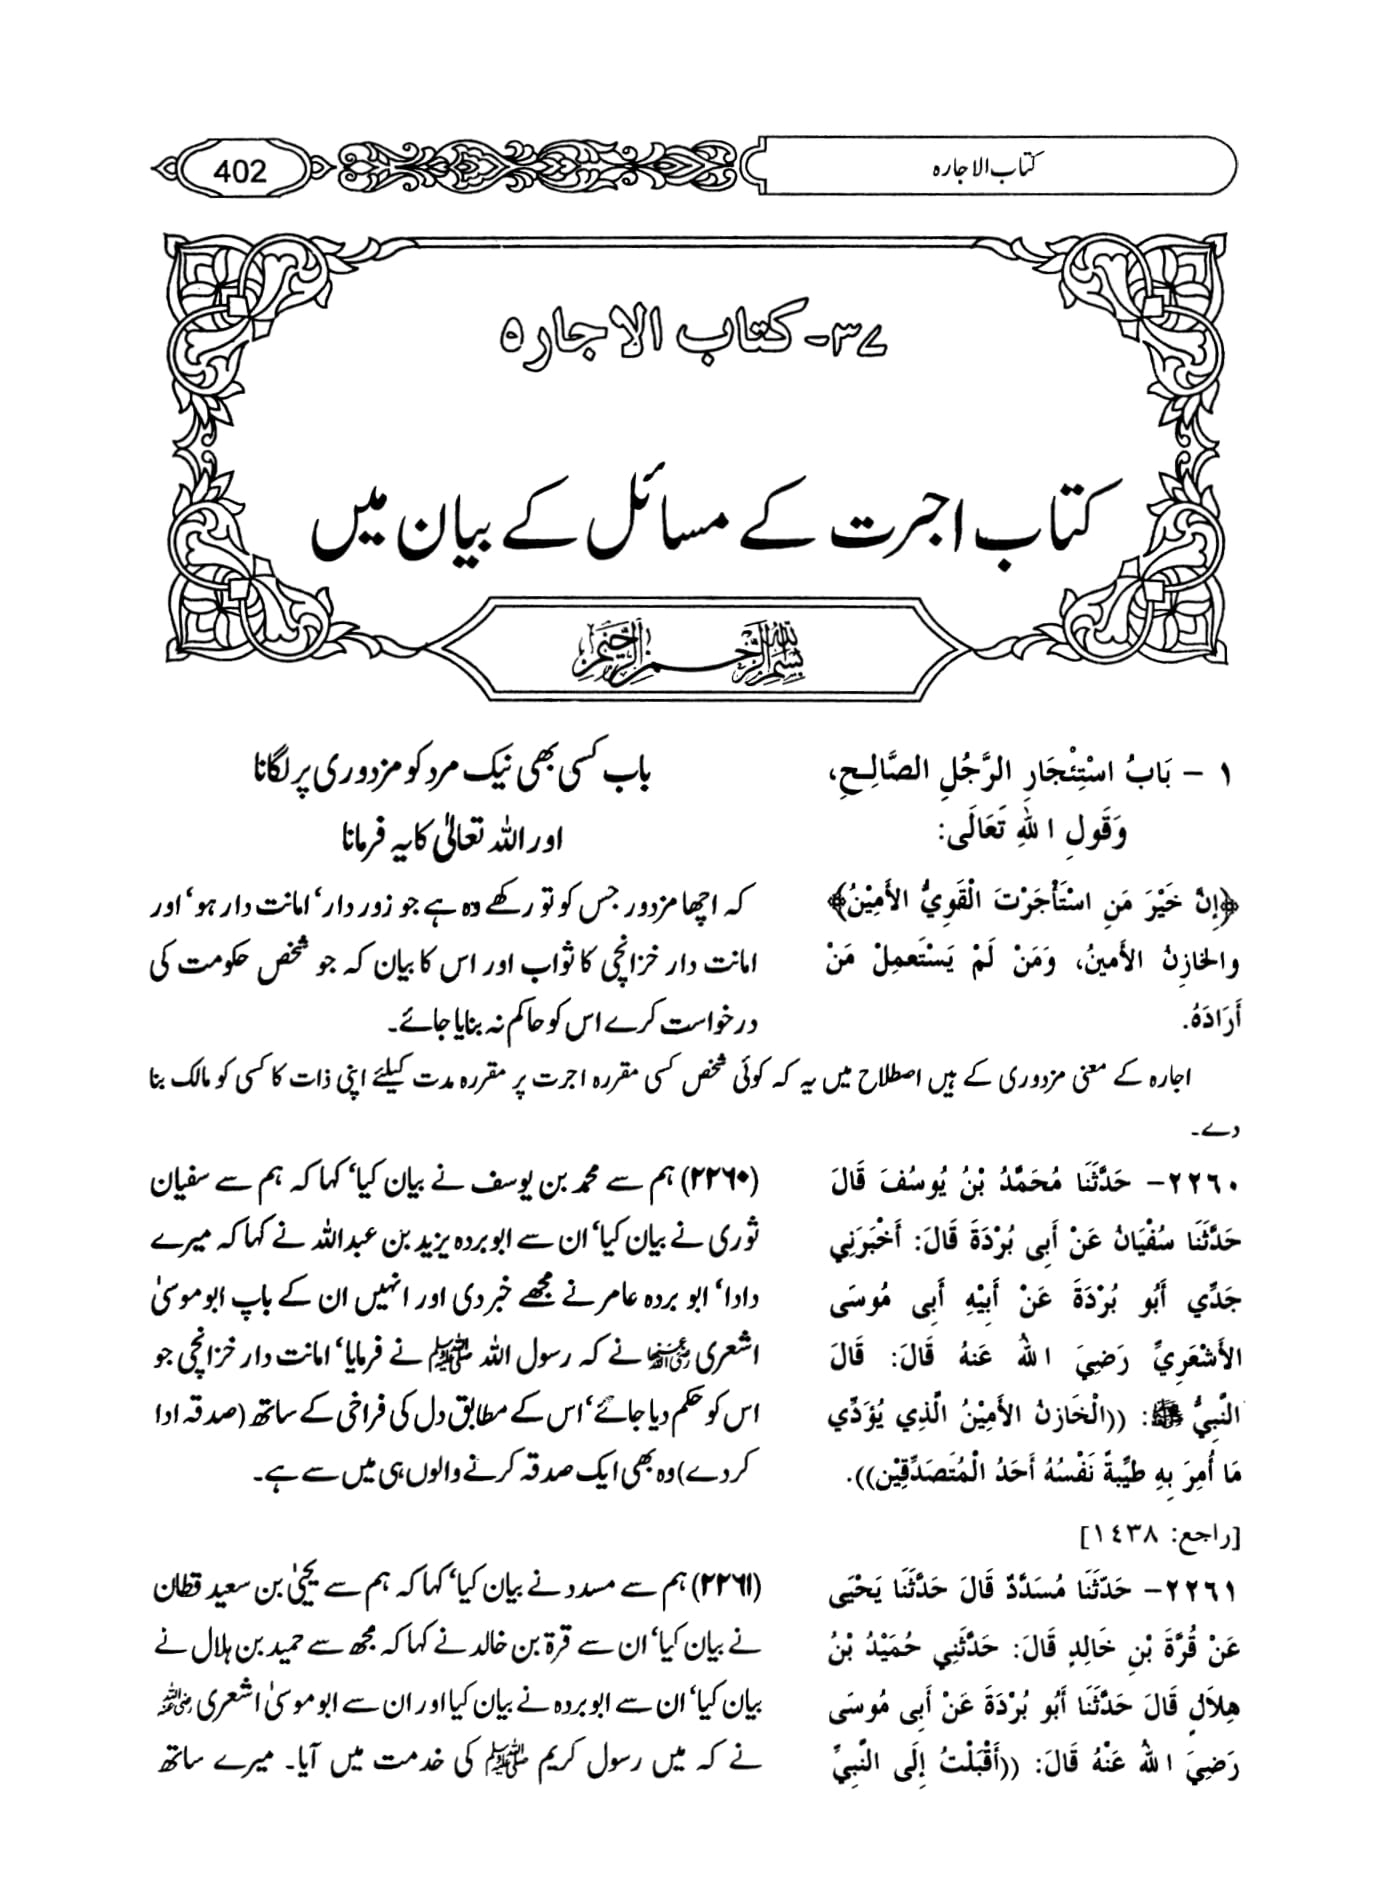 402
کتاب الاجارہ
۳۷- کتاب الاجارہ
کتاب اجرت کے مسائل کے بیان میں
بسم الله الرحمن الرحيم
۱ – بَابُ اسْتِئْجَارِ الرَّجُلِ الصَّالِحِ،
وَقَولِ ا للهِ تَعَالَى:
﴿إِنَّ خَيْرَ مَنِ اسْتَأْجَرْتَ الْقَوِيُّ الأَمِيْنُ﴾
والخازِنُ الأَمينُ، وَمَنْ لَمْ يَسْتَعمِلْ مَنْ
أَرَادَهُ.
باب کسی بھی نیک مرد کو مزدوری پر لگانا
اور اللہ تعالیٰ کا یہ فرمانا
کہ اچھا مزدور جس کو تو رکھے وہ ہے جو زور دار‘ امانت دار ہو‘ اور
امانت دار خزانچی کا ثواب اور اس کا بیان کہ جو شخص حکومت کی
درخواست کرے اس کو حاکم نہ بنایا جائے۔
اجارہ کے معنی مزدوری کے ہیں اصطلاح میں یہ کہ کوئی شخص کسی مقررہ اجرت پر مقررہ مدت کیلئے اپنی ذات کا کسی کو مالک بنا
دے۔
٢٢٦٠– حَدَّثَنَا مُحَمَّدُ بْنُ يُوسُفَ قَالَ
حَدَّثَنَا سُفْيَانُ عَنْ أَبِي بُرْدَةَ قَالَ: أَخْبَرَنِي
جَدِّي أَبُو بُرْدَةَ عَنْ أَبِيْهِ أَبِي مُوسَى
الأَشْعَرِيِّ رَضِيَ ا للهُ عَنهُ قَالَ: قَالَ
النَّبِيُّ ﷺ: ((الْخَازِنُ الأَمِيْنُ الَّذِي يُؤَدِّي
مَا أُمِرَ بِهِ طيِّبةً نَفْسُهُ أَحَدُ الْمُتَصَدِّقِيْنَ)).
[راجع: ١٤٣٨]
(۲۲۶۰) ہم سے محمد بن یوسف نے بیان کیا‘ کہا کہ ہم سے سفیان
ثوری نے بیان کیا‘ ان سے ابو بردہ یزید بن عبداللہ نے کہا کہ میرے
دادا‘ ابو بردہ عامر نے مجھے خبر دی اور انہیں ان کے باپ ابو موسیٰ
اشعری رضی اللہ عنہ نے کہ رسول اللہ ﷺ نے فرمایا‘ امانت دار خزانچی جو
اس کو حکم دیا جائے‘ اس کے مطابق دل کی فراخی کے ساتھ (صدقہ ادا
کر دے) وہ بھی ایک صدقہ کرنے والوں ہی میں سے ہے۔
٢٢٦١– حَدَّثَنَا مُسَدَّدٌ قَالَ حَدَّثَنَا يَحْيَى
عَنْ قُرَّةَ بْنِ خَالِدٍ قَالَ: حَدَّثَنِي حُمَيْدُ بْنُ
هِلاَلٍ قَالَ حَدَّثَنَا أَبُو بُرْدَةَ عَنْ أَبِي مُوسَى
رَضِيَ ا للهُ عَنْهُ قَالَ: ((أَقْبَلْتُ إِلَى النَّبِيِّ
(۲۲۶۱) ہم سے مسدد نے بیان کیا‘ کہا کہ ہم سے یحییٰ بن سعید قطان
نے بیان کیا‘ ان سے قرۃ بن خالد نے کہا کہ مجھ سے حمید بن ہلال نے
بیان کیا‘ ان سے ابو بردہ نے بیان کیا اور ان سے ابو موسیٰ اشعری رضی اللہ عنہ
نے کہ میں رسول کریم ﷺ کی خدمت میں آیا۔ میرے ساتھ